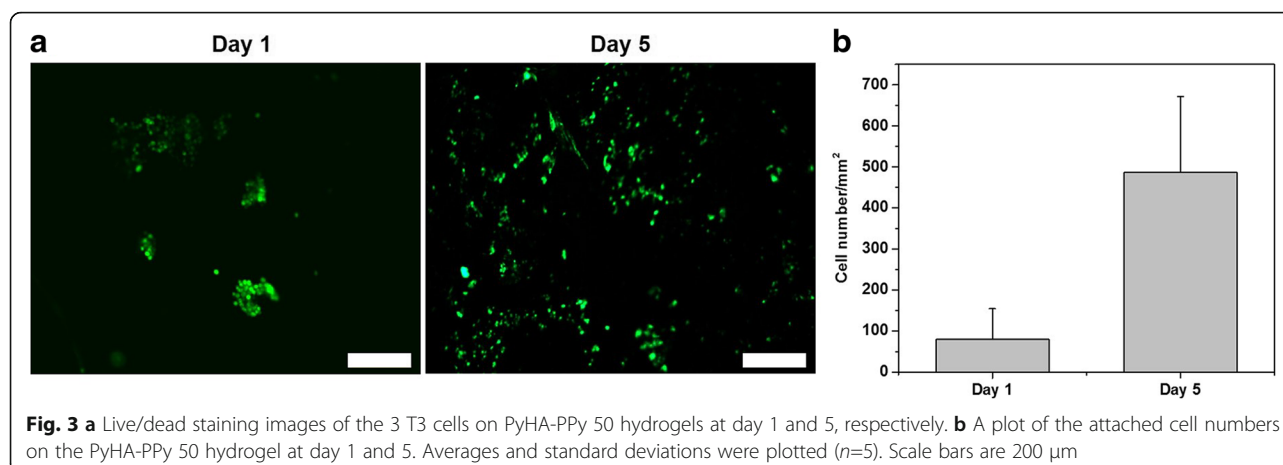 a
Day 1
Day 5
b
700
600
500
400
300
200
100
0
Cell number/mm²
Day 1
Day 5
Fig. 3 a Live/dead staining images of the 3 T3 cells on PyHA-PPy 50 hydrogels at day 1 and 5, respectively. b A plot of the attached cell numbers
on the PyHA-PPy 50 hydrogel at day 1 and 5. Averages and standard deviations were plotted (n=5). Scale bars are 200 μm